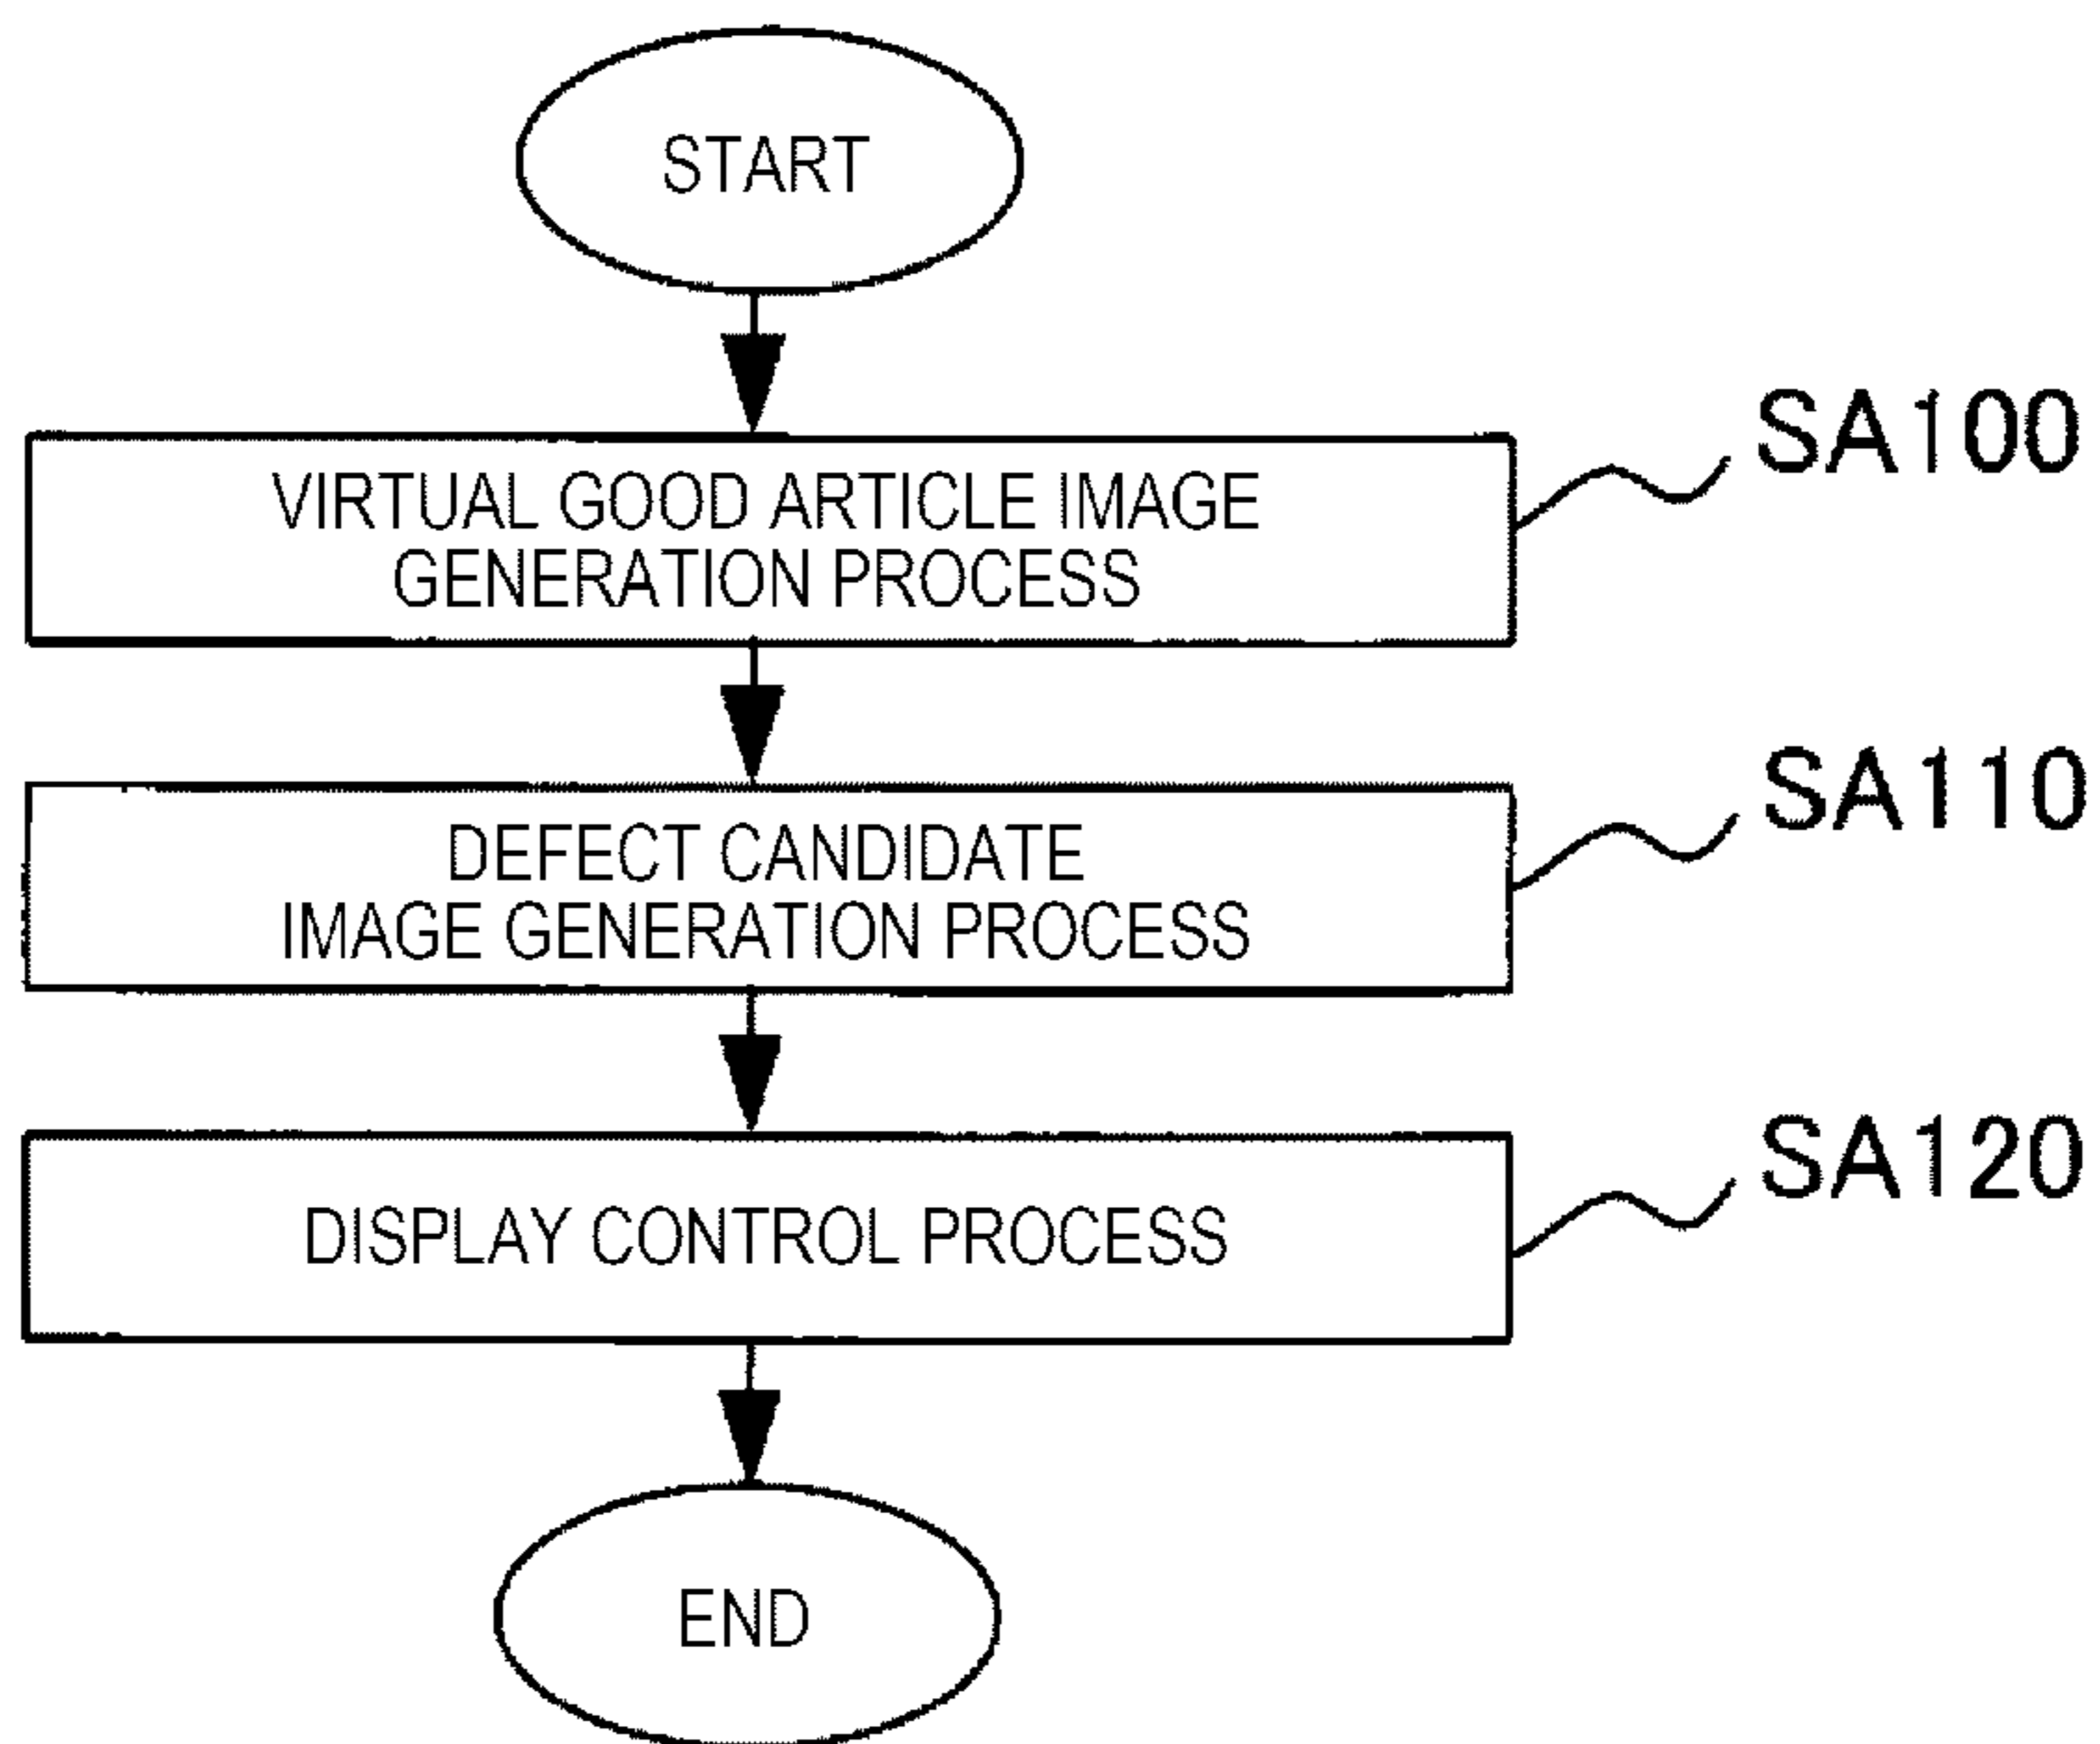 START
SA100
VIRTUAL GOOD ARTICLE IMAGE
GENERATION PROCESS
SA110
DEFECT CANDIDATE
IMAGE GENERATION PROCESS
SA120
DISPLAY CONTROL PROCESS
END